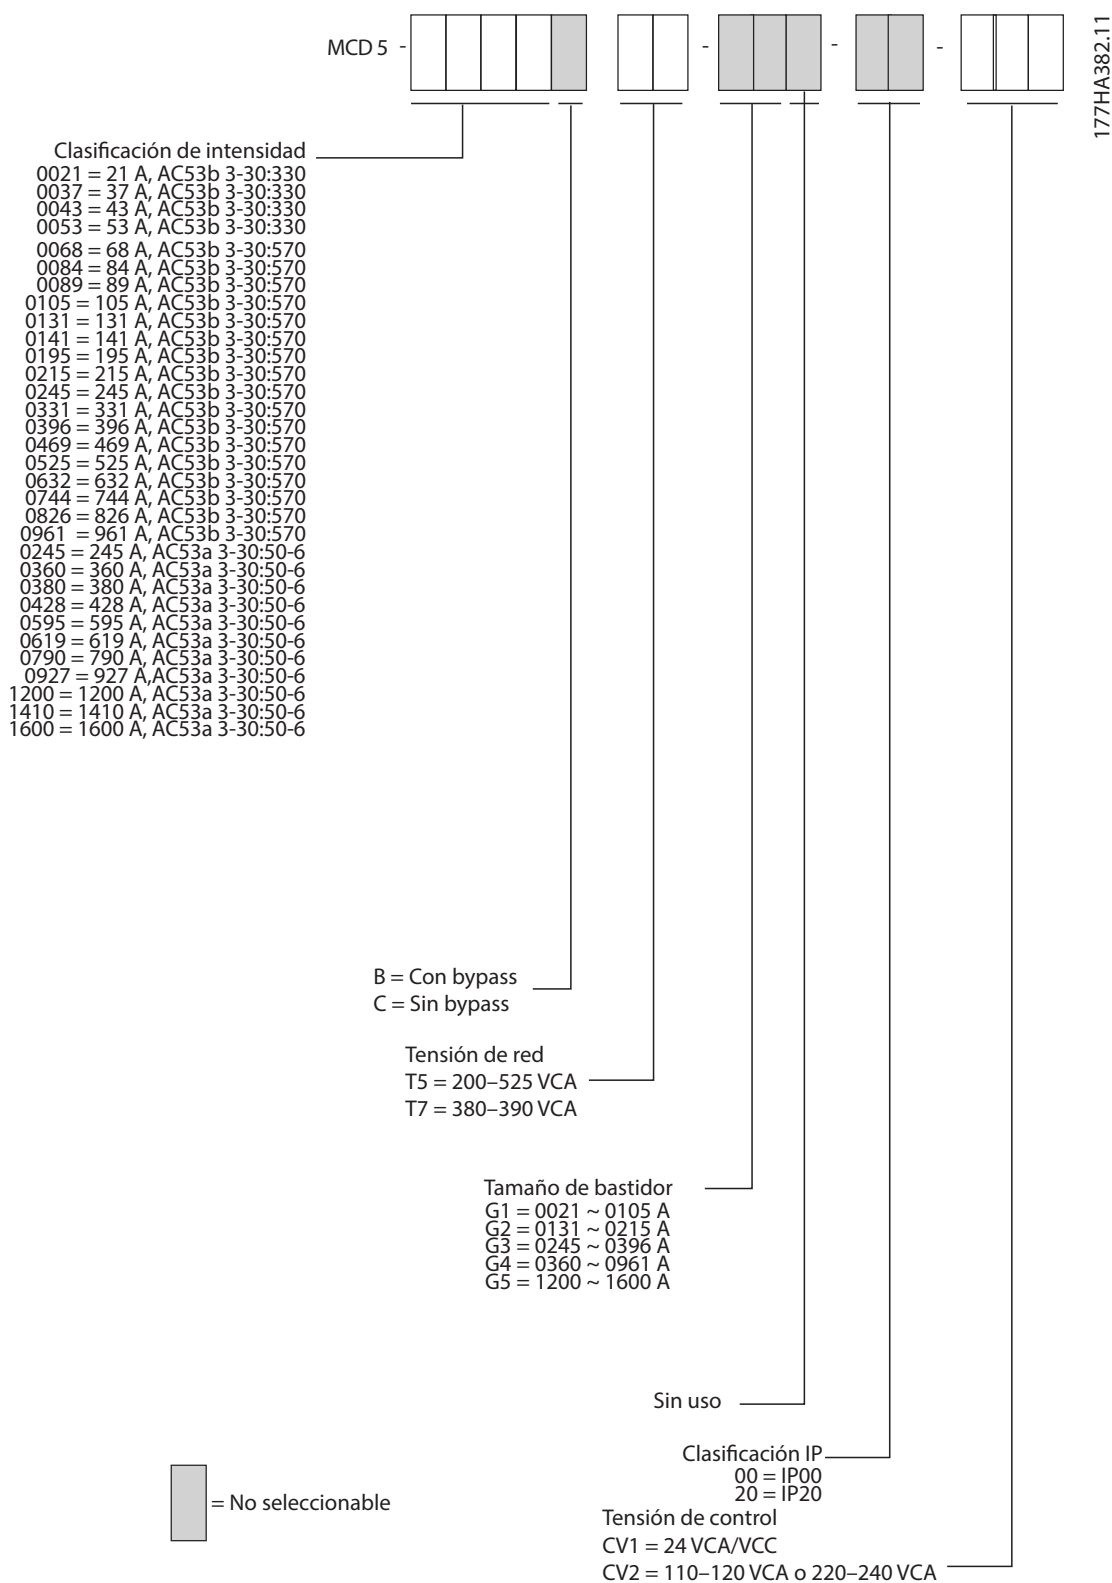 MCD 5 - - - -
177HA382.11
Clasificación de intensidad
0021 = 21 A, AC53b 3-30:330
0037 = 37 A, AC53b 3-30:330
0043 = 43 A, AC53b 3-30:330
0053 = 53 A, AC53b 3-30:330
0068 = 68 A, AC53b 3-30:570
0084 = 84 A, AC53b 3-30:570
0089 = 89 A, AC53b 3-30:570
0105 = 105 A, AC53b 3-30:570
0131 = 131 A, AC53b 3-30:570
0141 = 141 A, AC53b 3-30:570
0195 = 195 A, AC53b 3-30:570
0215 = 215 A, AC53b 3-30:570
0245 = 245 A, AC53b 3-30:570
0331 = 331 A, AC53b 3-30:570
0396 = 396 A, AC53b 3-30:570
0469 = 469 A, AC53b 3-30:570
0525 = 525 A, AC53b 3-30:570
0632 = 632 A, AC53b 3-30:570
0744 = 744 A, AC53b 3-30:570
0826 = 826 A, AC53b 3-30:570
0961 = 961 A, AC53b 3-30:570
0245 = 245 A, AC53a 3-30:50-6
0360 = 360 A, AC53a 3-30:50-6
0380 = 380 A, AC53a 3-30:50-6
0428 = 428 A, AC53a 3-30:50-6
0595 = 595 A, AC53a 3-30:50-6
0619 = 619 A, AC53a 3-30:50-6
0790 = 790 A, AC53a 3-30:50-6
0927 = 927 A,AC53a 3-30:50-6
1200 = 1200 A, AC53a 3-30:50-6
1410 = 1410 A, AC53a 3-30:50-6
1600 = 1600 A, AC53a 3-30:50-6
B = Con bypass
C = Sin bypass
Tensión de red
T5 = 200–525 VCA
T7 = 380–390 VCA
Tamaño de bastidor
G1 = 0021 ~ 0105 A
G2 = 0131 ~ 0215 A
G3 = 0245 ~ 0396 A
G4 = 0360 ~ 0961 A
G5 = 1200 ~ 1600 A
Sin uso
Clasificación IP
00 = IP00
20 = IP20
= No seleccionable
Tensión de control
CV1 = 24 VCA/VCC
CV2 = 110–120 VCA o 220–240 VCA